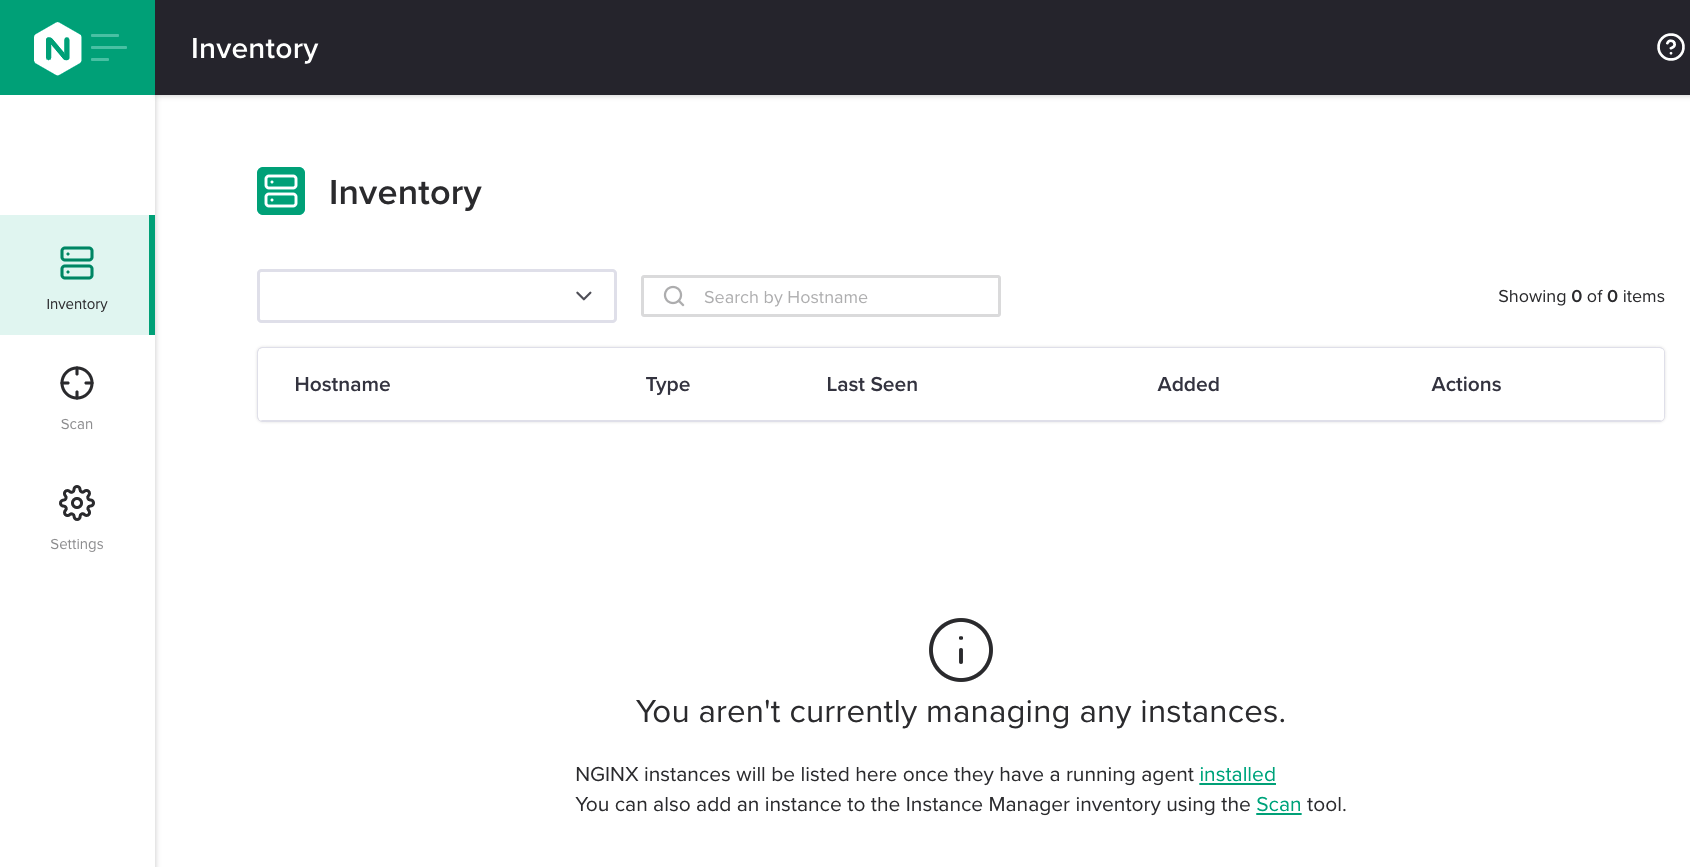 N
Inventory
Inventory
Inventory
Scan
Settings
Search by Hostname
Showing 0 of 0 items
Hostname Type Last Seen Added Actions
You aren't currently managing any instances.
NGINX instances will be listed here once they have a running agent installed
You can also add an instance to the Instance Manager inventory using the Scan tool.